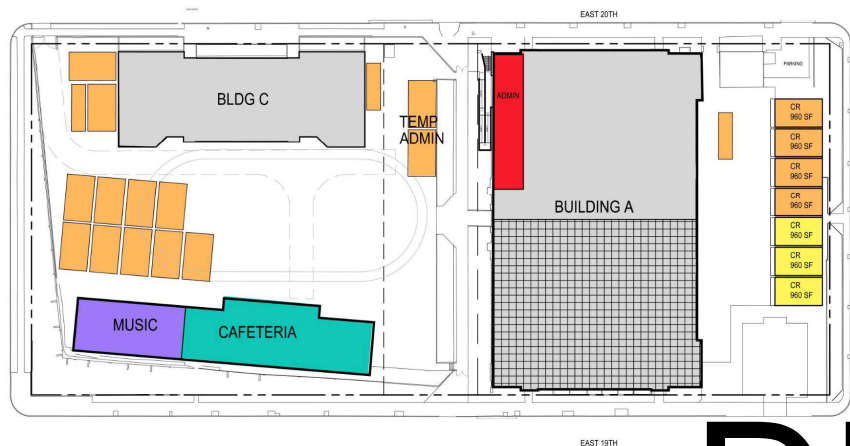 EAST 20TH
PARKING
BLDG C
ADMIN
TEMP
ADMIN
CR
960 SF
CR
960 SF
CR
960 SF
CR
960 SF
CR
960 SF
CR
960 SF
CR
960 SF
BUILDING A
MUSIC
CAFETERIA
EAST 19TH